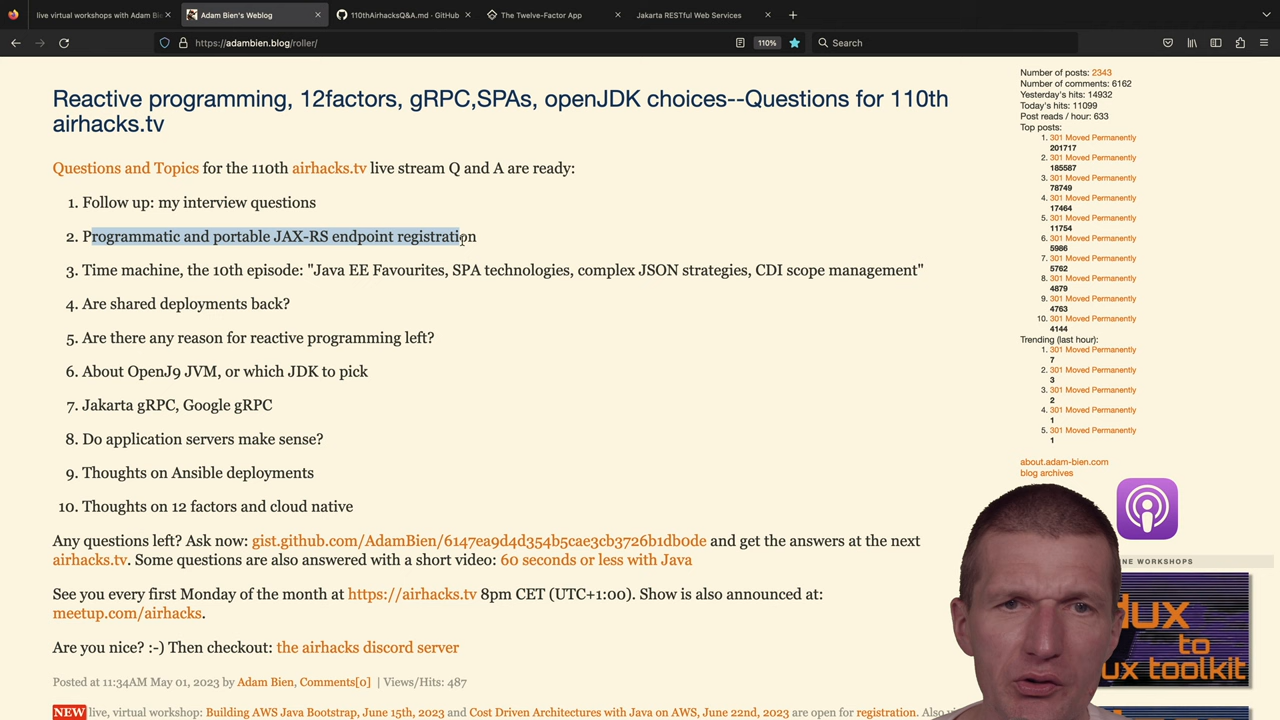 live virtual workshops with Adam Bie
Adam Bien's Weblog
110thAirhacksQ&A.md · GitHub
The Twelve-Factor App
Jakarta RESTful Web Services
https://adambien.blog/roller/
110%
Search
Reactive programming, 12factors, gRPC,SPAs, openJDK choices--Questions for 110th
airhacks.tv
Questions and Topics for the 110th airhacks.tv live stream Q and A are ready:
1. Follow up: my interview questions
2. Programmatic and portable JAX-RS endpoint registration
3. Time machine, the 10th episode: "Java EE Favourites, SPA technologies, complex JSON strategies, CDI scope management"
4. Are shared deployments back?
5. Are there any reason for reactive programming left?
6. About OpenJ9 JVM, or which JDK to pick
7. Jakarta gRPC, Google gRPC
8. Do application servers make sense?
9. Thoughts on Ansible deployments
10. Thoughts on 12 factors and cloud native
Any questions left? Ask now: gist.github.com/AdamBien/6147ea9d4d354b5cae3cb3726b1db0de and get the answers at the next
airhacks.tv. Some questions are also answered with a short video: 60 seconds or less with Java
See you every first Monday of the month at https://airhacks.tv 8pm CET (UTC+1:00). Show is also announced at:
meetup.com/airhacks.
Are you nice? :-) Then checkout: the airhacks discord server
Posted at 11:34AM May 01, 2023 by Adam Bien, Comments[0] | Views/Hits: 487
NEW live, virtual workshop: Building AWS Java Bootstrap, June 15th, 2023 and Cost Driven Architectures with Java on AWS, June 22nd, 2023 are open for registration. Also
Number of posts: 2343
Number of comments: 6162
Yesterday's hits: 14932
Today's hits: 11099
Post reads / hour: 633
Top posts:
1. 301 Moved Permanently
201717
2. 301 Moved Permanently
185587
3. 301 Moved Permanently
78749
4. 301 Moved Permanently
17464
5. 301 Moved Permanently
11754
6. 301 Moved Permanently
5986
7. 301 Moved Permanently
5762
8. 301 Moved Permanently
4879
9. 301 Moved Permanently
4763
10. 301 Moved Permanently
4144
Trending (last hour):
1. 301 Moved Permanently
7
2. 301 Moved Permanently
3
3. 301 Moved Permanently
2
4. 301 Moved Permanently
1
5. 301 Moved Permanently
1
about.adam-bien.com
blog archives
NE WORKSHOPS
dux
to
ux toolkit